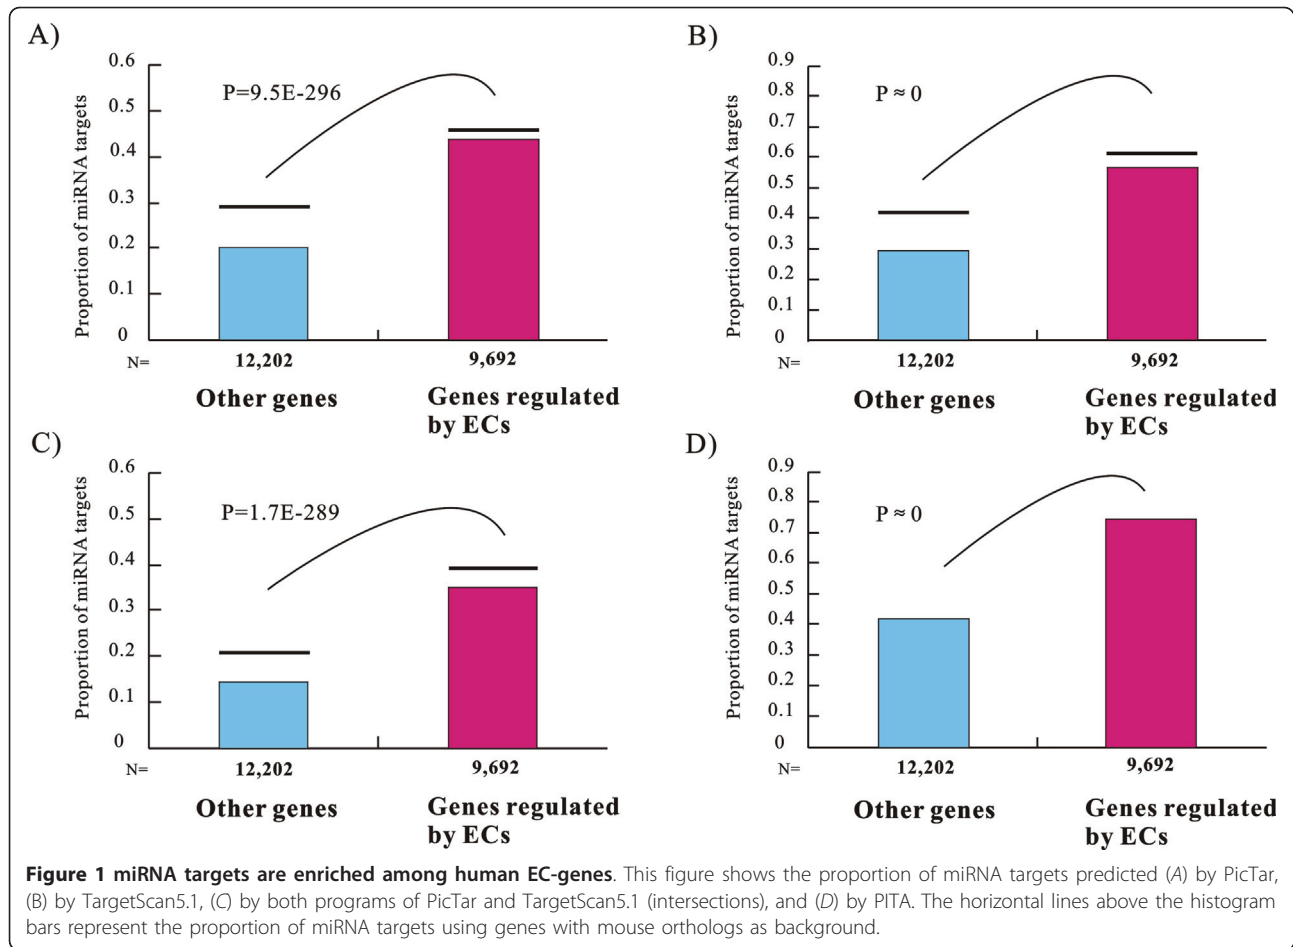 A)
0.6
0.5
0.4
0.3
0.2
0.1
0
Proportion of miRNA targets
P=9.5E-296
N=
12,202
9,692
Other genes
Genes regulated
by ECs
B)
0.9
0.8
0.7
0.6
0.5
0.4
0.3
0.2
0.1
0
Proportion of miRNA targets
P ≈ 0
N=
12,202
9,692
Other genes
Genes regulated
by ECs
C)
0.6
0.5
0.4
0.3
0.2
0.1
0
Proportion of miRNA targets
P=1.7E-289
N=
12,202
9,692
Other genes
Genes regulated
by ECs
D)
0.9
0.8
0.7
0.6
0.5
0.4
0.3
0.2
0.1
0
Proportion of miRNA targets
P ≈ 0
N=
12,202
9,692
Other genes
Genes regulated
by ECs
Figure 1 miRNA targets are enriched among human EC-genes. This figure shows the proportion of miRNA targets predicted (A) by PicTar,
(B) by TargetScan5.1, (C) by both programs of PicTar and TargetScan5.1 (intersections), and (D) by PITA. The horizontal lines above the histogram
bars represent the proportion of miRNA targets using genes with mouse orthologs as background.